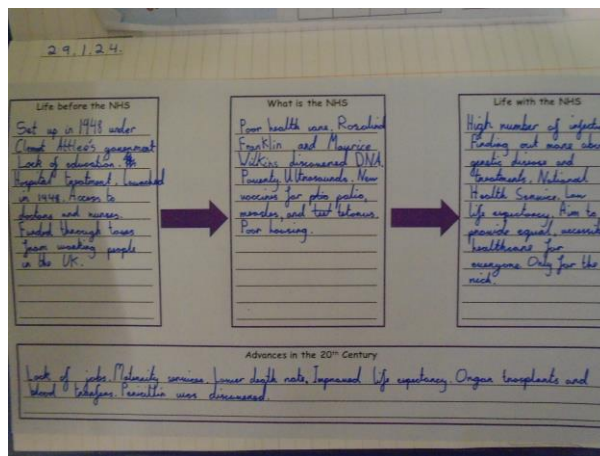 29.1.24.
Life before the NHS
Set up in 1948 under
Clement Attlee's government
Lack of education.
Hospital treatment. Launched
in 1948. Access to
doctors and nurses.
Funded through taxes
from working people
in the UK.
What is the NHS
Poor health care. Rosalind
Franklin and Maurice
Wilkins discovered DNA.
Poverty. Ultrasounds. New
vaccines for polio,
measles, and tetanus.
Poor housing.
Life with the NHS
High number of
Finding out more
genetic disease and
treatments. National
Health Service. Low
life expectancy. Aim to
provide equal,
healthcare for
everyone. Only for the
rich.
Advances in the 20th Century
Lack of jobs. Maternity services. Lower death rate, Improved life expectancy. Organ transplants and
blood. Penicillin was discovered.